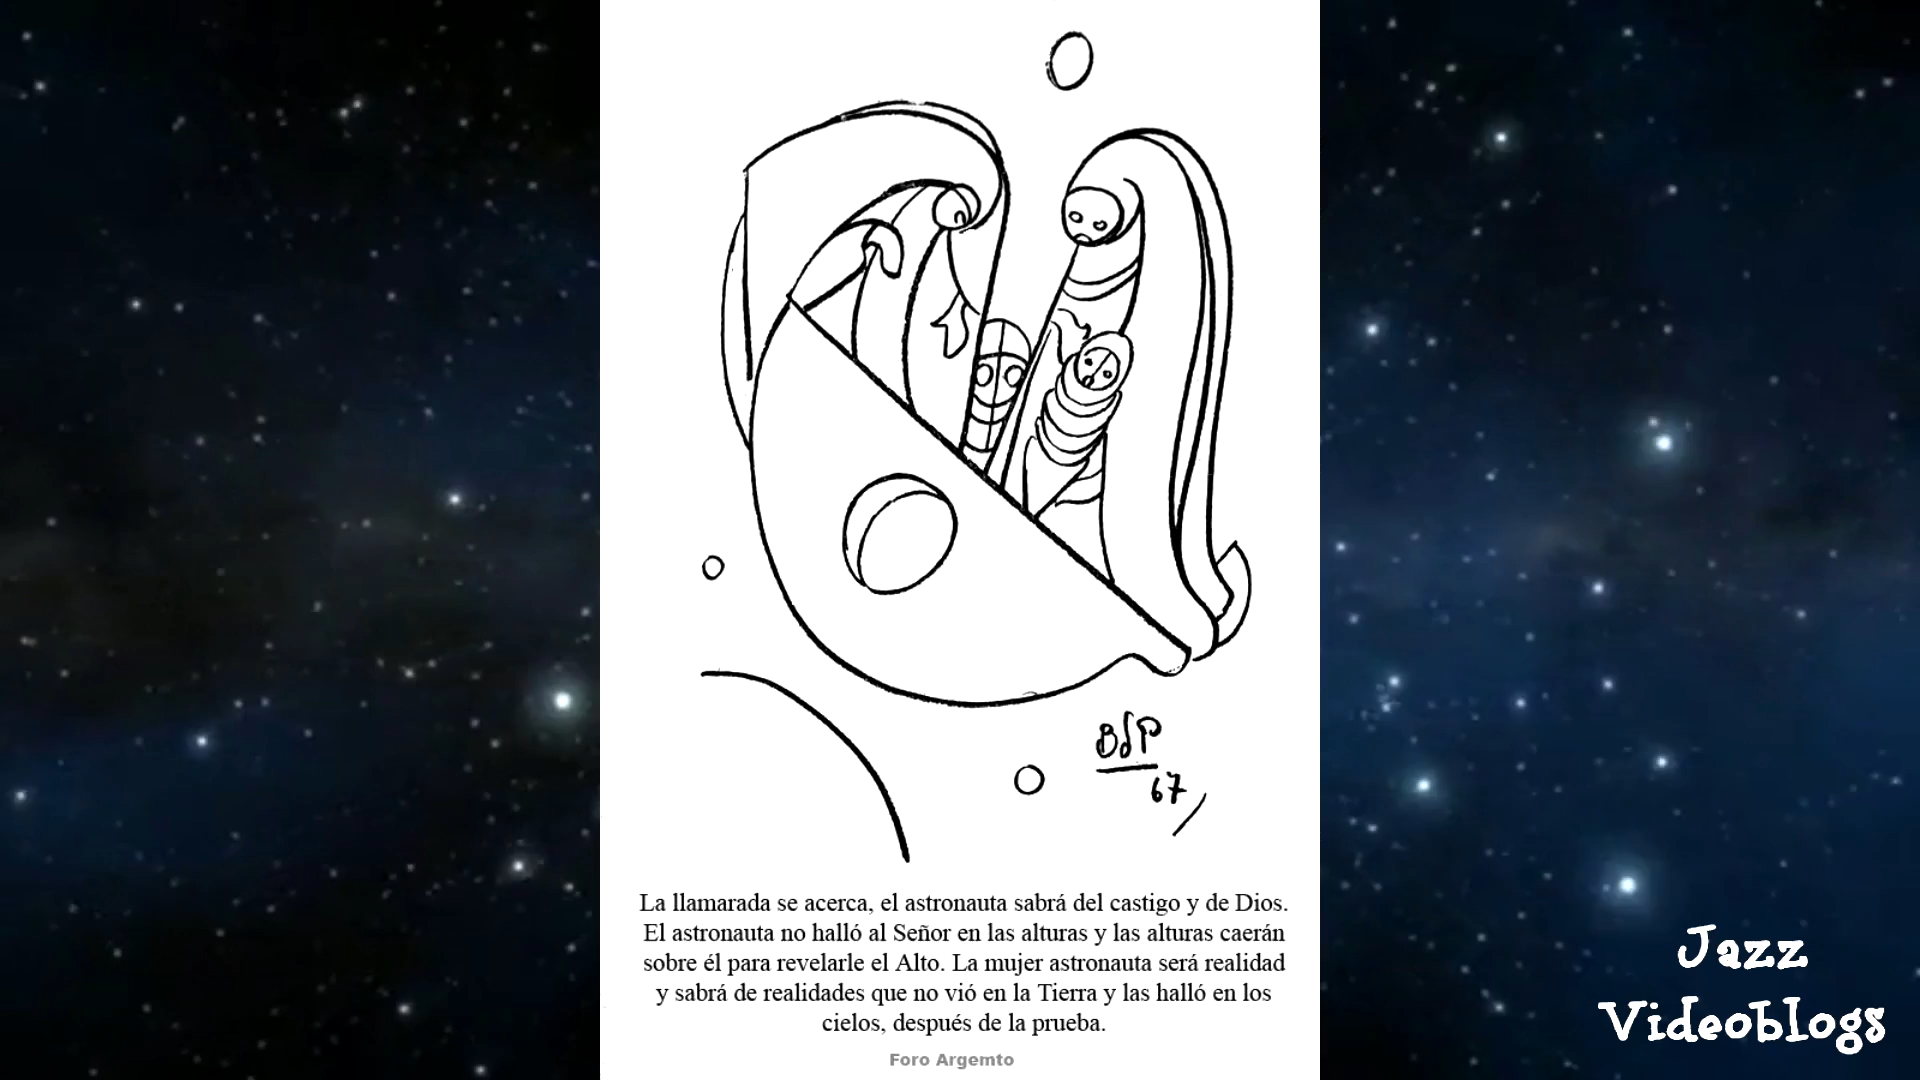 BSP
67
La llamarada se acerca, el astronauta sabrá del castigo y de Dios.
El astronauta no halló al Señor en las alturas y las alturas caerán
sobre él para revelarle el Alto. La mujer astronauta será realidad
y sabrá de realidades que no vió en la Tierra y las halló en los
cielos, después de la prueba.
Foro Argemto
Jazz
Videoblogs